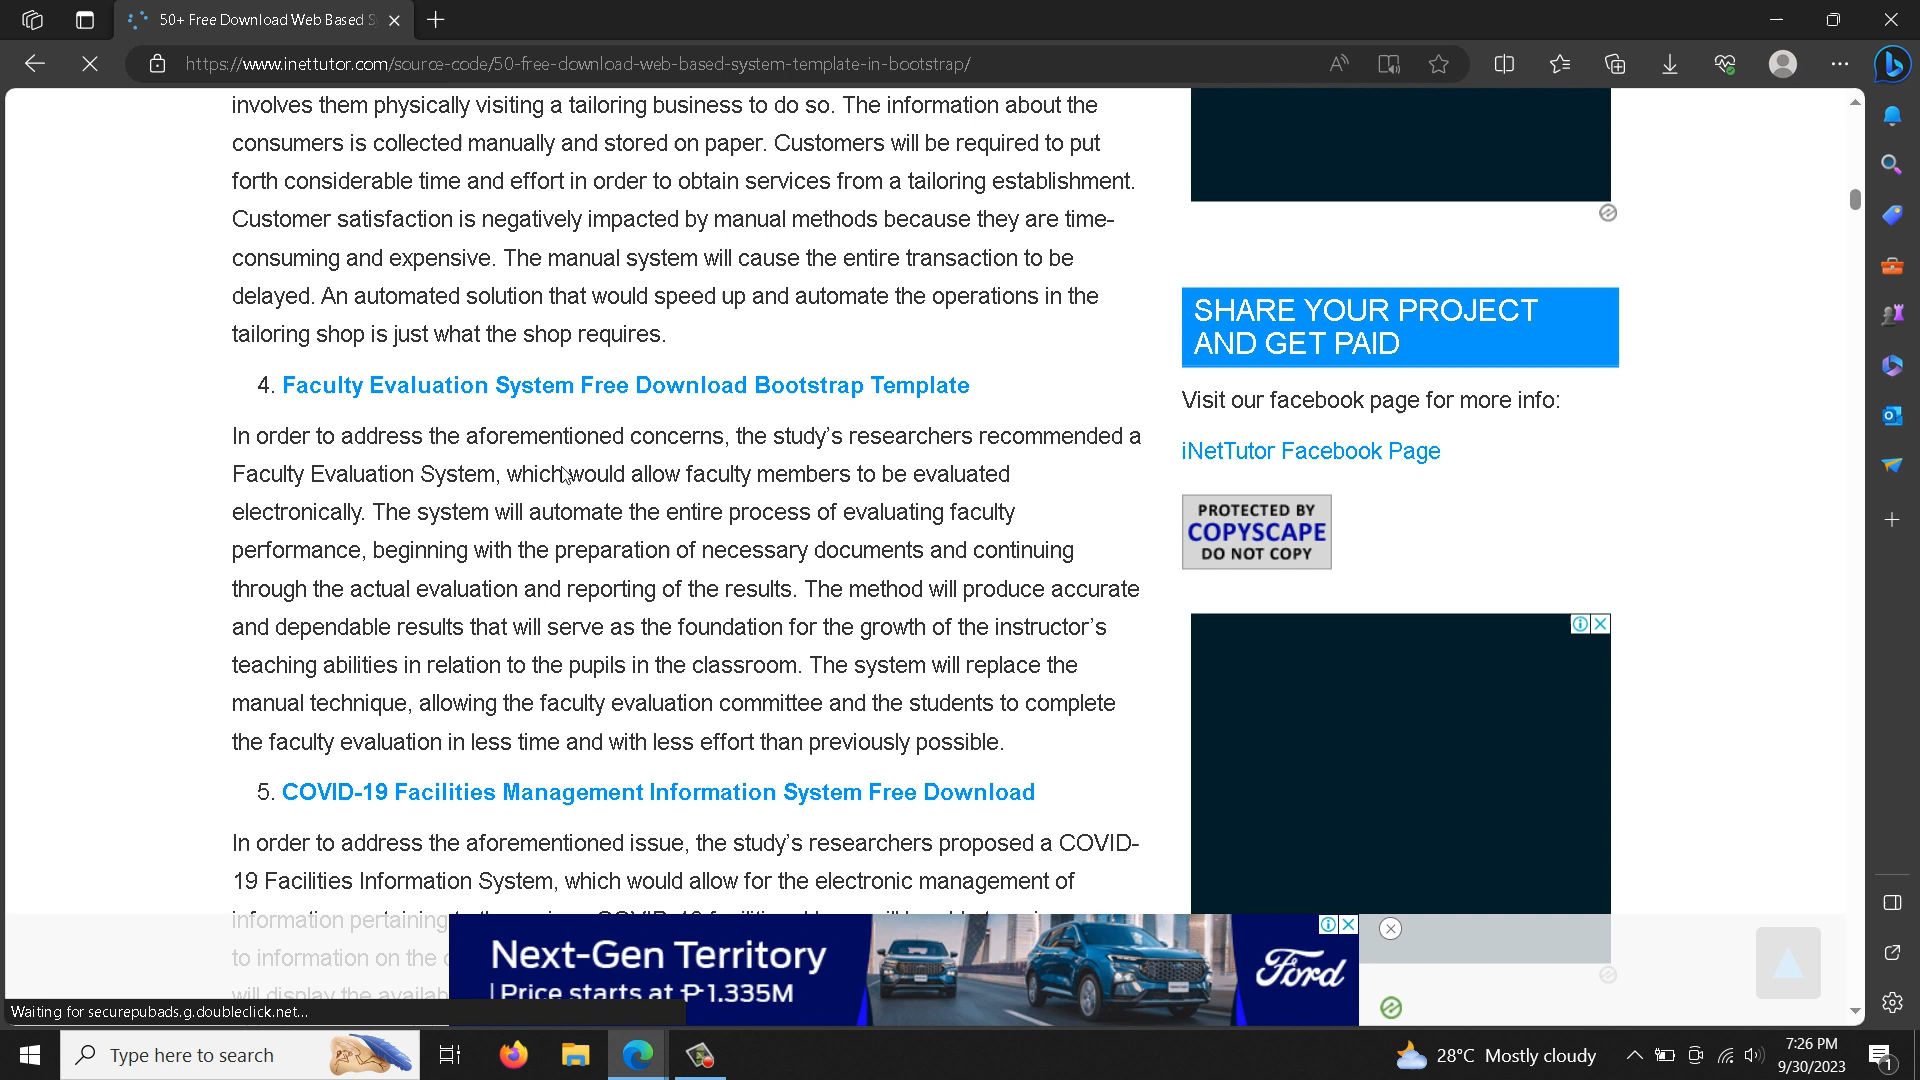 50+ Free Download Web Based S
https://www.inettutor.com/source-code/50-free-download-web-based-system-template-in-bootstrap/
involves them physically visiting a tailoring business to do so. The information about the
consumers is collected manually and stored on paper. Customers will be required to put
forth considerable time and effort in order to obtain services from a tailoring establishment.
Customer satisfaction is negatively impacted by manual methods because they are time-
consuming and expensive. The manual system will cause the entire transaction to be
delayed. An automated solution that would speed up and automate the operations in the
tailoring shop is just what the shop requires.
4. Faculty Evaluation System Free Download Bootstrap Template
In order to address the aforementioned concerns, the study's researchers recommended a
Faculty Evaluation System, which would allow faculty members to be evaluated
electronically. The system will automate the entire process of evaluating faculty
performance, beginning with the preparation of necessary documents and continuing
through the actual evaluation and reporting of the results. The method will produce accurate
and dependable results that will serve as the foundation for the growth of the instructor's
teaching abilities in relation to the pupils in the classroom. The system will replace the
manual technique, allowing the faculty evaluation committee and the students to complete
the faculty evaluation in less time and with less effort than previously possible.
5. COVID-19 Facilities Management Information System Free Download
In order to address the aforementioned issue, the study's researchers proposed a COVID-
19 Facilities Information System, which would allow for the electronic management of
information pertaining
to information on the
will display the availab
SHARE YOUR PROJECT
AND GET PAID
Visit our facebook page for more info:
iNetTutor Facebook Page
PROTECTED BY
COPYSCAPE
DO NOT COPY
Next-Gen Territory
| Price starts at ₱1.335M
Ford
Waiting for securepubads.g.doubleclick.net...
Type here to search
28°C Mostly cloudy
7:26 PM
9/30/2023
1